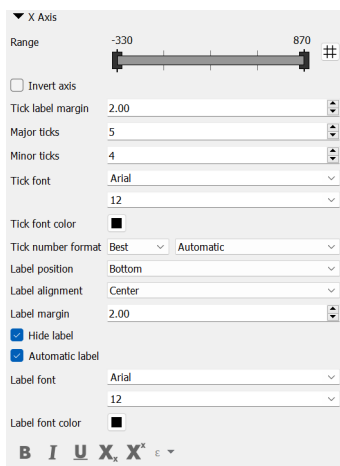 X Axis
Range -330 870
Invert axis
Tick label margin 2.00
Major ticks 5
Minor ticks 4
Tick font Arial
12
Tick font color
Tick number format Best Automatic
Label position Bottom
Label alignment Center
Label margin 2.00
Hide label
Automatic label
Label font Arial
12
Label font color
B I U Xx Xx ε